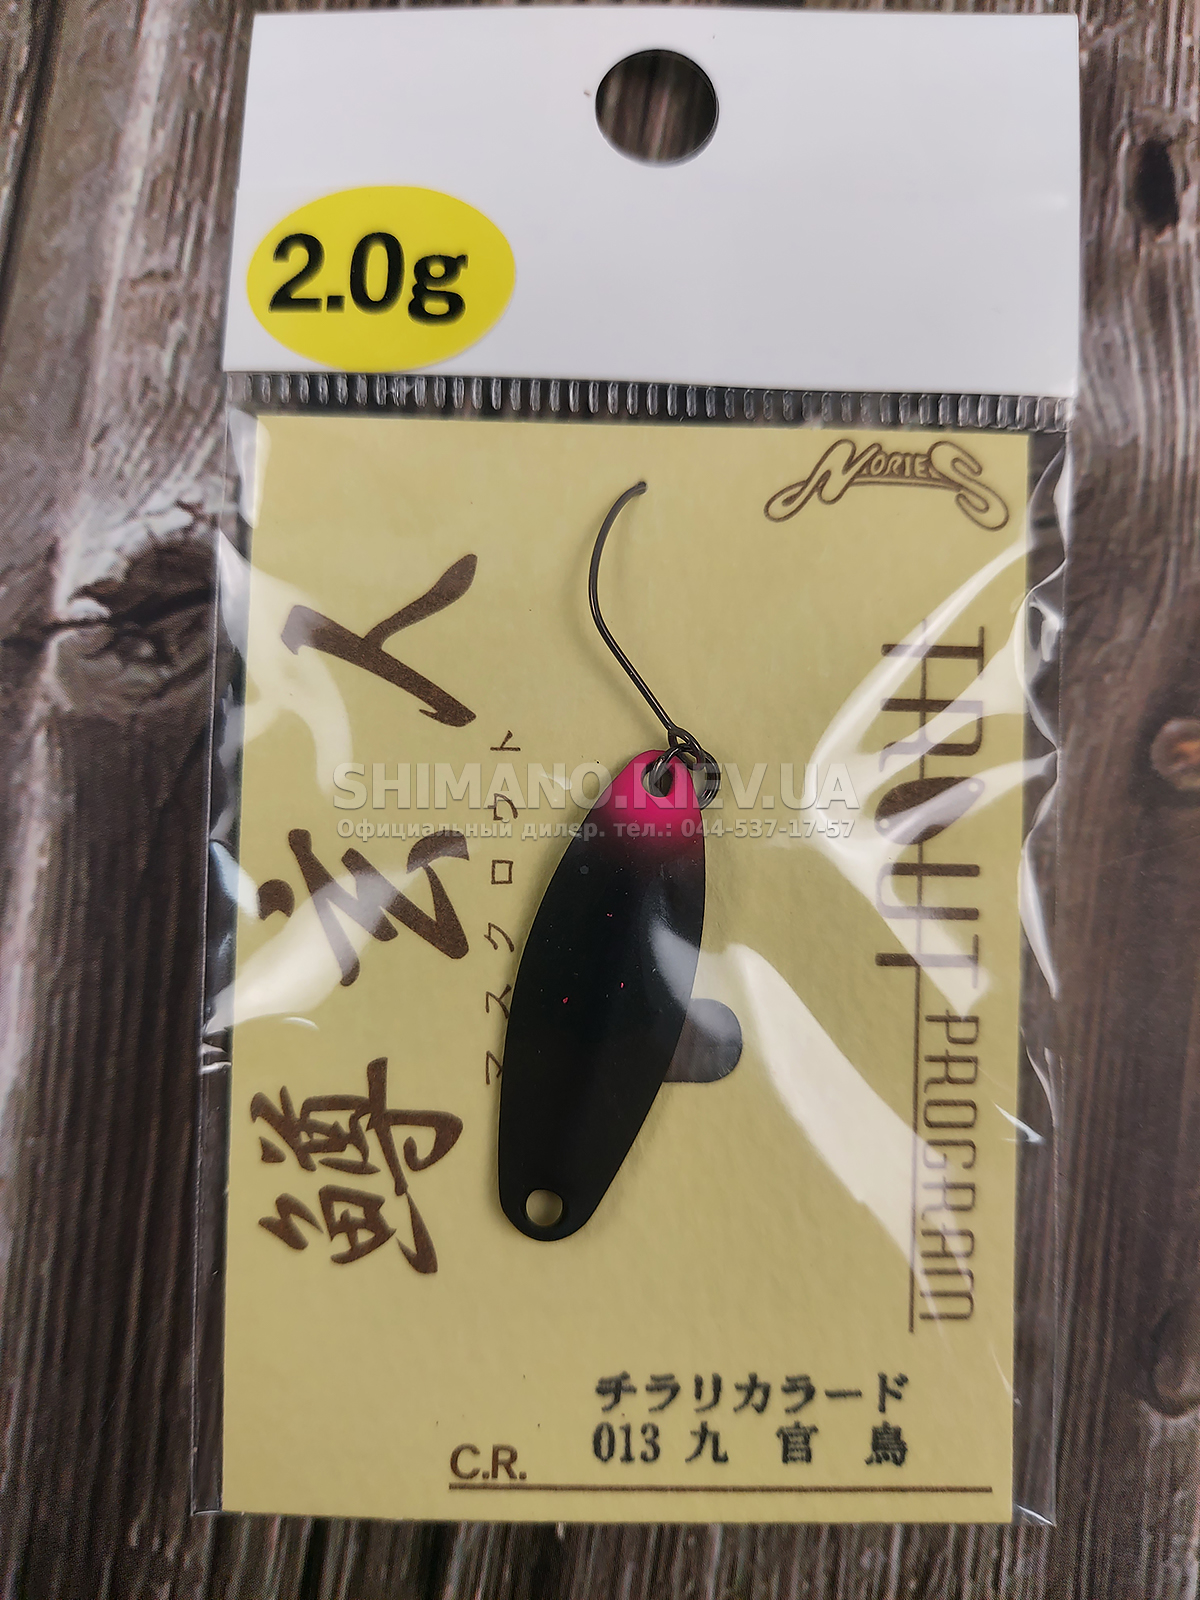 2.0g
NORIES
TROUT PROGRAM
鱒玄人
マスクロウト
SHIMANO.KIEV.UA
Официальный дилер. тел.: 044-537-17-57
チラリカラード
013 九 官 鳥
C.R.